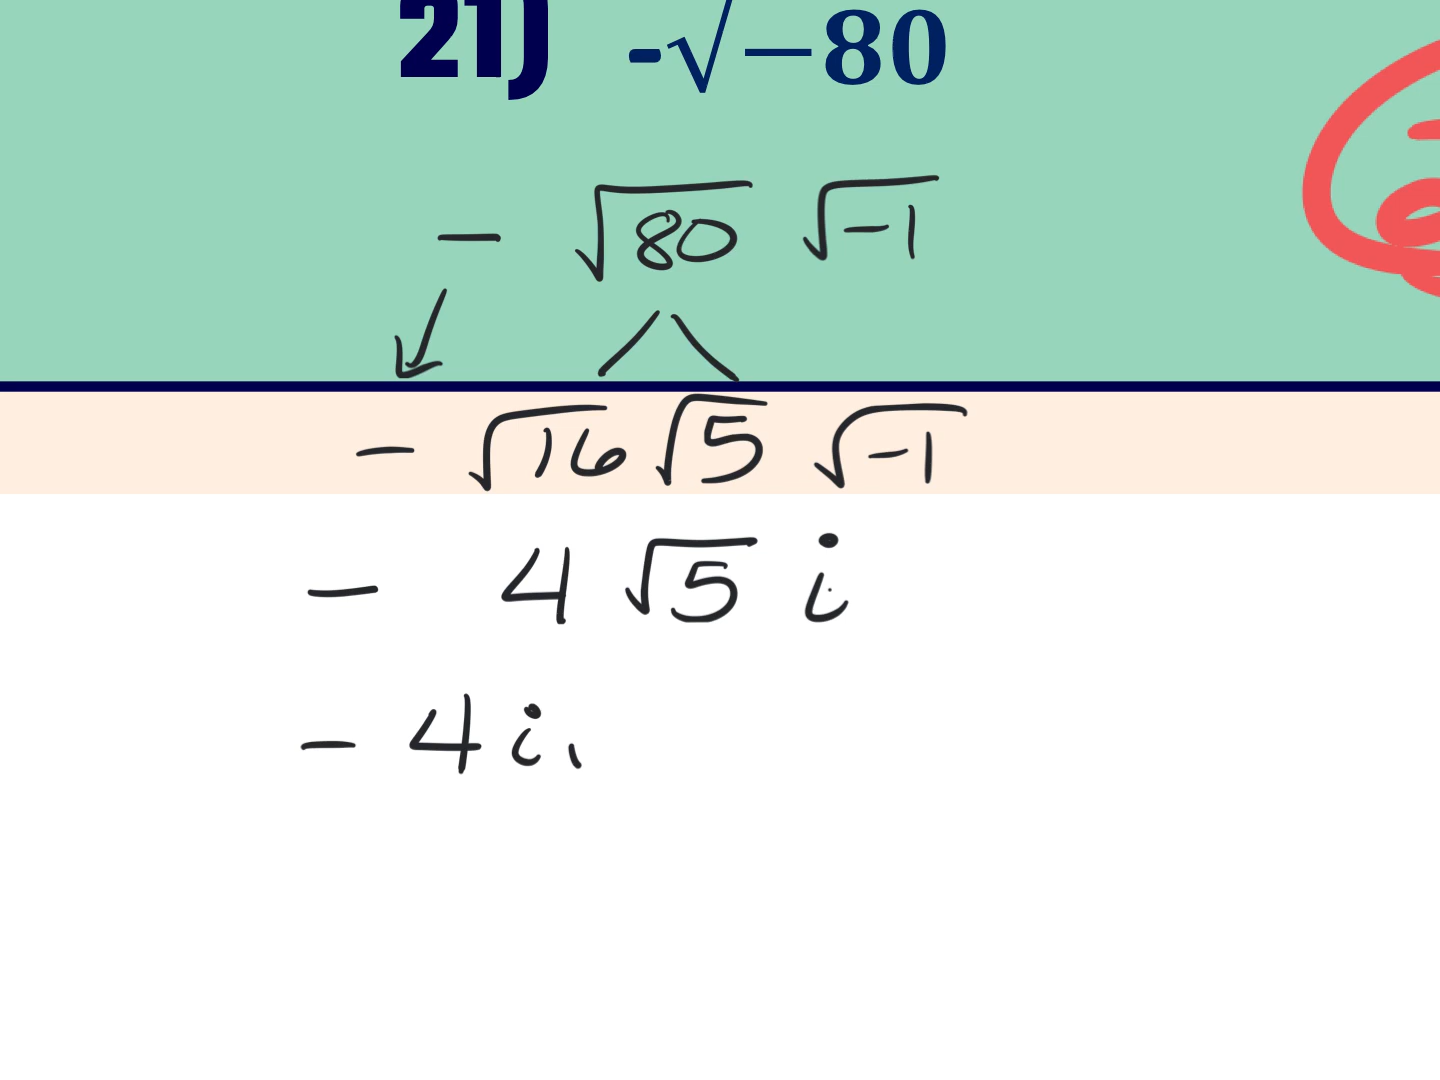 21) -√−80
- √80 √-1
- √16 √5 √-1
- 4 √5 i
- 4 i